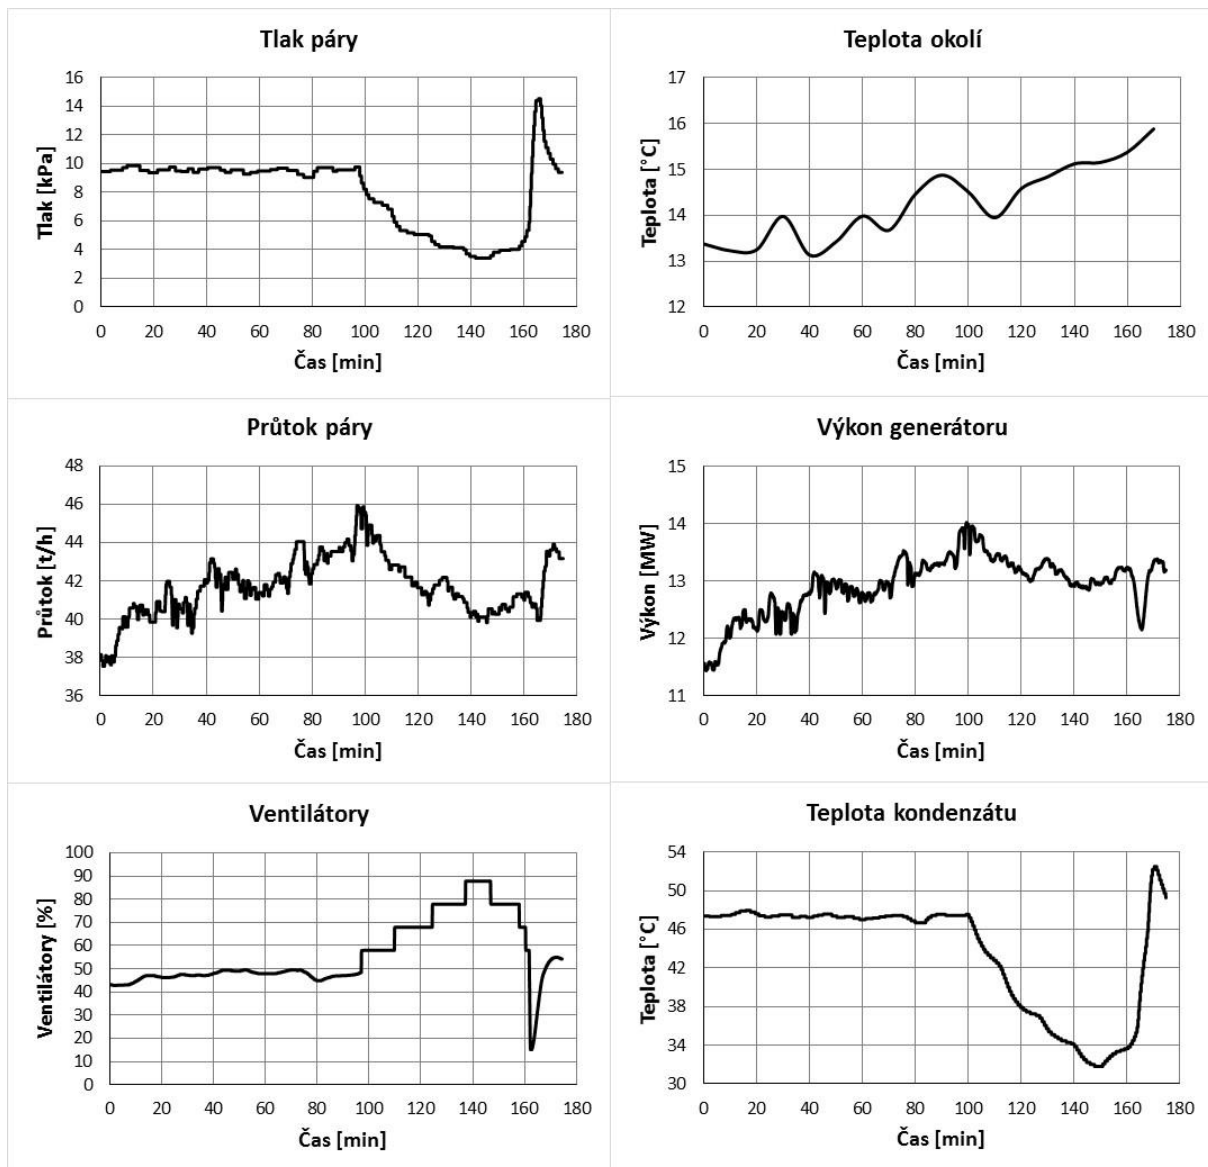 Tlak páry
16
14
12
10
8
6
4
2
0
Tlak [kPa]
0 20 40 60 80 100 120 140 160 180
Čas [min]
Teplota okolí
17
16
15
14
13
12
Teplota [°C]
0 20 40 60 80 100 120 140 160 180
Čas [min]
Průtok páry
48
46
44
42
40
38
36
Průtok [t/h]
0 20 40 60 80 100 120 140 160 180
Čas [min]
Výkon generátoru
15
14
13
12
11
Výkon [MW]
0 20 40 60 80 100 120 140 160 180
Čas [min]
Ventilátory
100
90
80
70
60
50
40
30
20
10
0
Ventilátory [%]
0 20 40 60 80 100 120 140 160 180
Čas [min]
Teplota kondenzátu
54
50
46
42
38
34
30
Teplota [°C]
0 20 40 60 80 100 120 140 160 180
Čas [min]